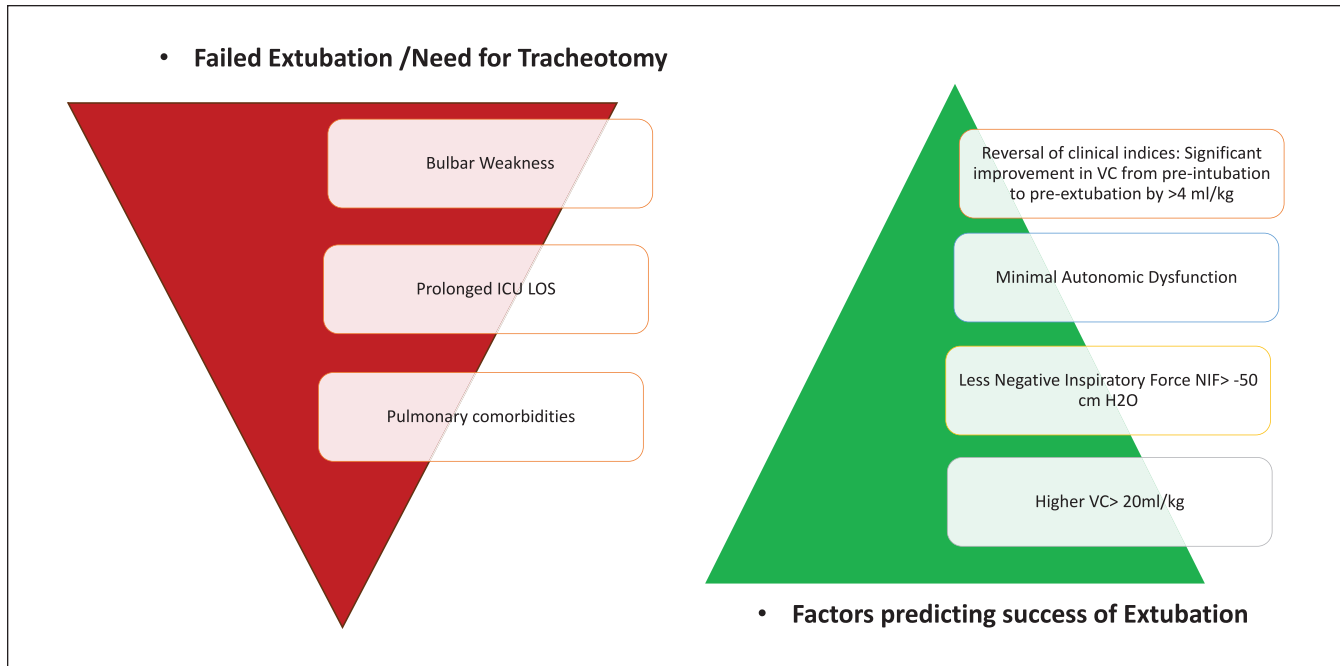 • Failed Extubation /Need for Tracheotomy
Bulbar Weakness
Prolonged ICU LOS
Pulmonary comorbidities
Reversal of clinical indices: Significant
improvement in VC from pre-intubation
to pre-extubation by >4 ml/kg
Minimal Autonomic Dysfunction
Less Negative Inspiratory Force NIF> -50
cm H2O
Higher VC> 20ml/kg
• Factors predicting success of Extubation